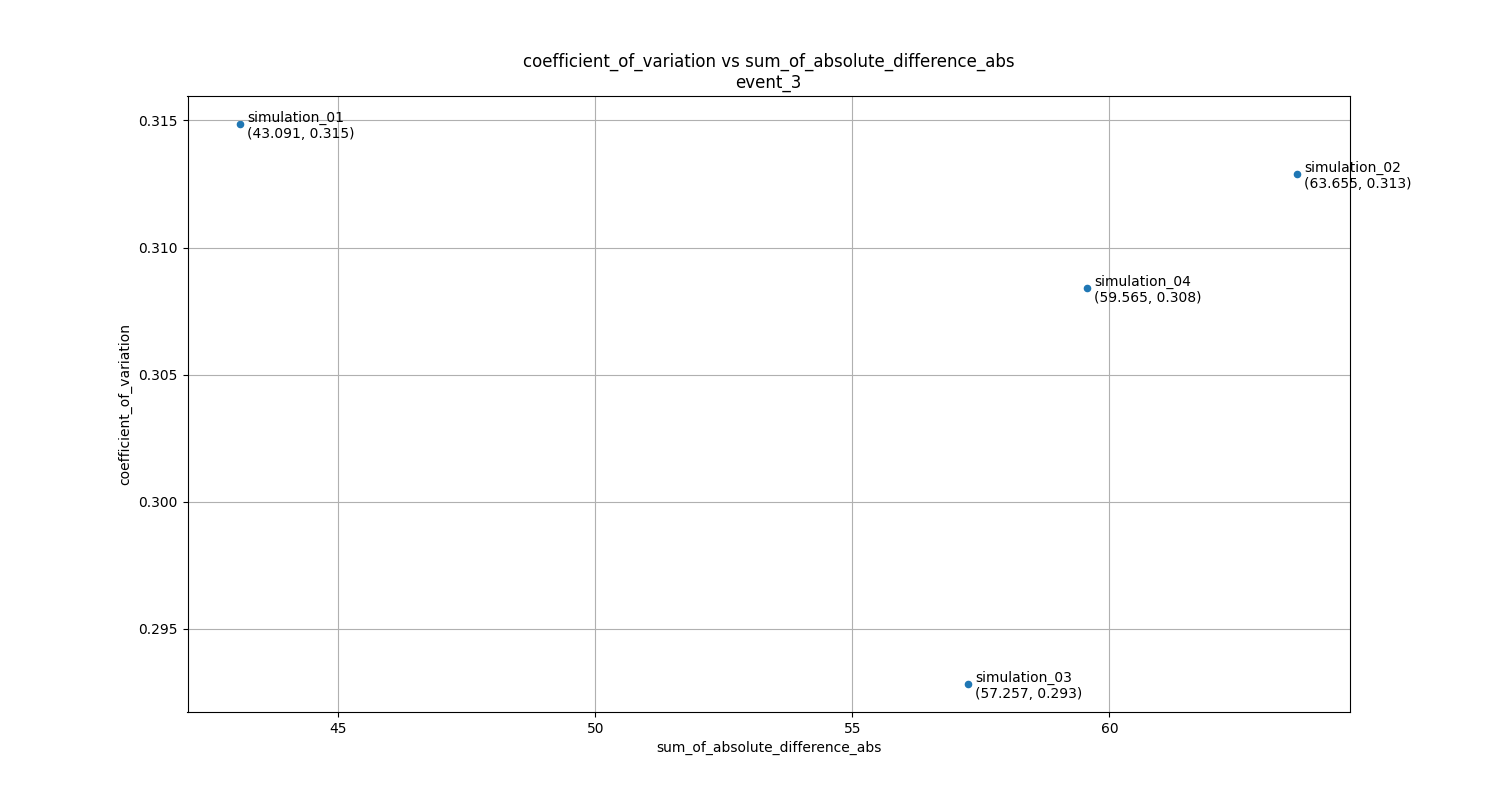 coefficient_of_variation vs sum_of_absolute_difference_abs
event_3
0.315
0.310
0.305
0.300
0.295
coefficient_of_variation
simulation_01
(43.091, 0.315)
simulation_02
(63.655, 0.313)
simulation_04
(59.565, 0.308)
simulation_03
(57.257, 0.293)
45
50
55
60
sum_of_absolute_difference_abs